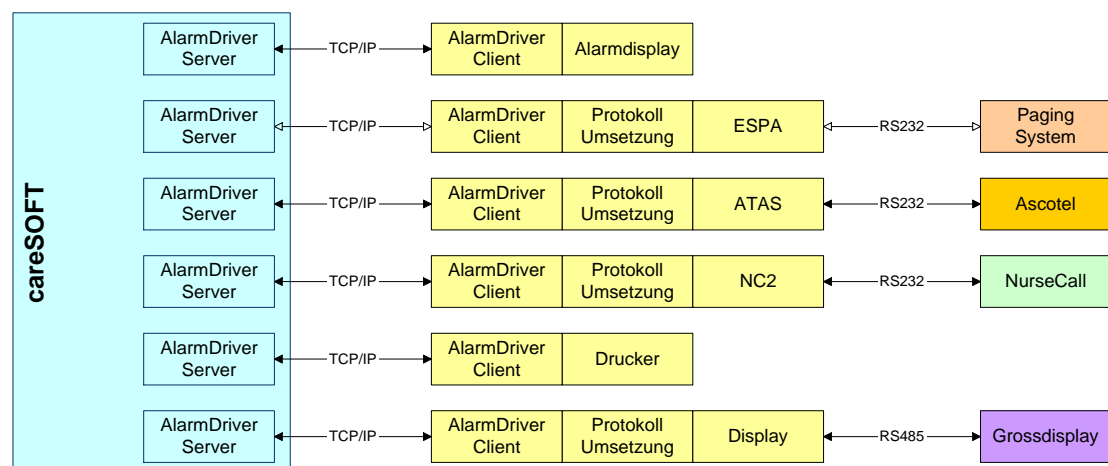 careSOFT
AlarmDriver
Server
TCP/IP
AlarmDriver
Client
Alarmdisplay
AlarmDriver
Server
TCP/IP
AlarmDriver
Client
Protokoll
Umsetzung
ESPA
RS232
Paging
System
AlarmDriver
Server
TCP/IP
AlarmDriver
Client
Protokoll
Umsetzung
ATAS
RS232
Ascotel
AlarmDriver
Server
TCP/IP
AlarmDriver
Client
Protokoll
Umsetzung
NC2
RS232
NurseCall
AlarmDriver
Server
TCP/IP
AlarmDriver
Client
Drucker
AlarmDriver
Server
TCP/IP
AlarmDriver
Client
Protokoll
Umsetzung
Display
RS485
Grossdisplay